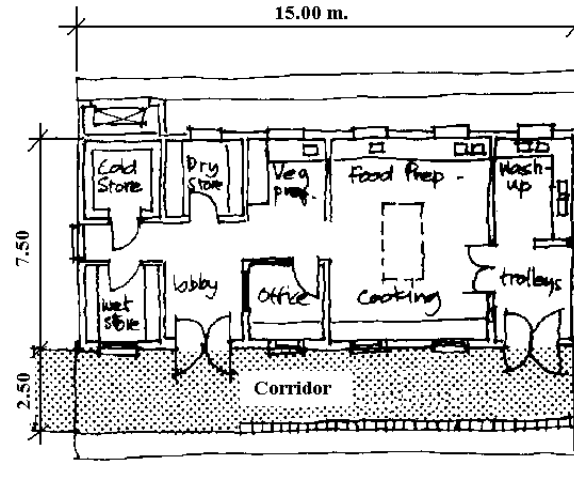 15.00 m.
Cold
Store
Dry
store
Veg
prep.
Food Prep -
Wash-
up
7.50
lobby
Office
Cooking
trolleys
wet
store
2.50
Corridor